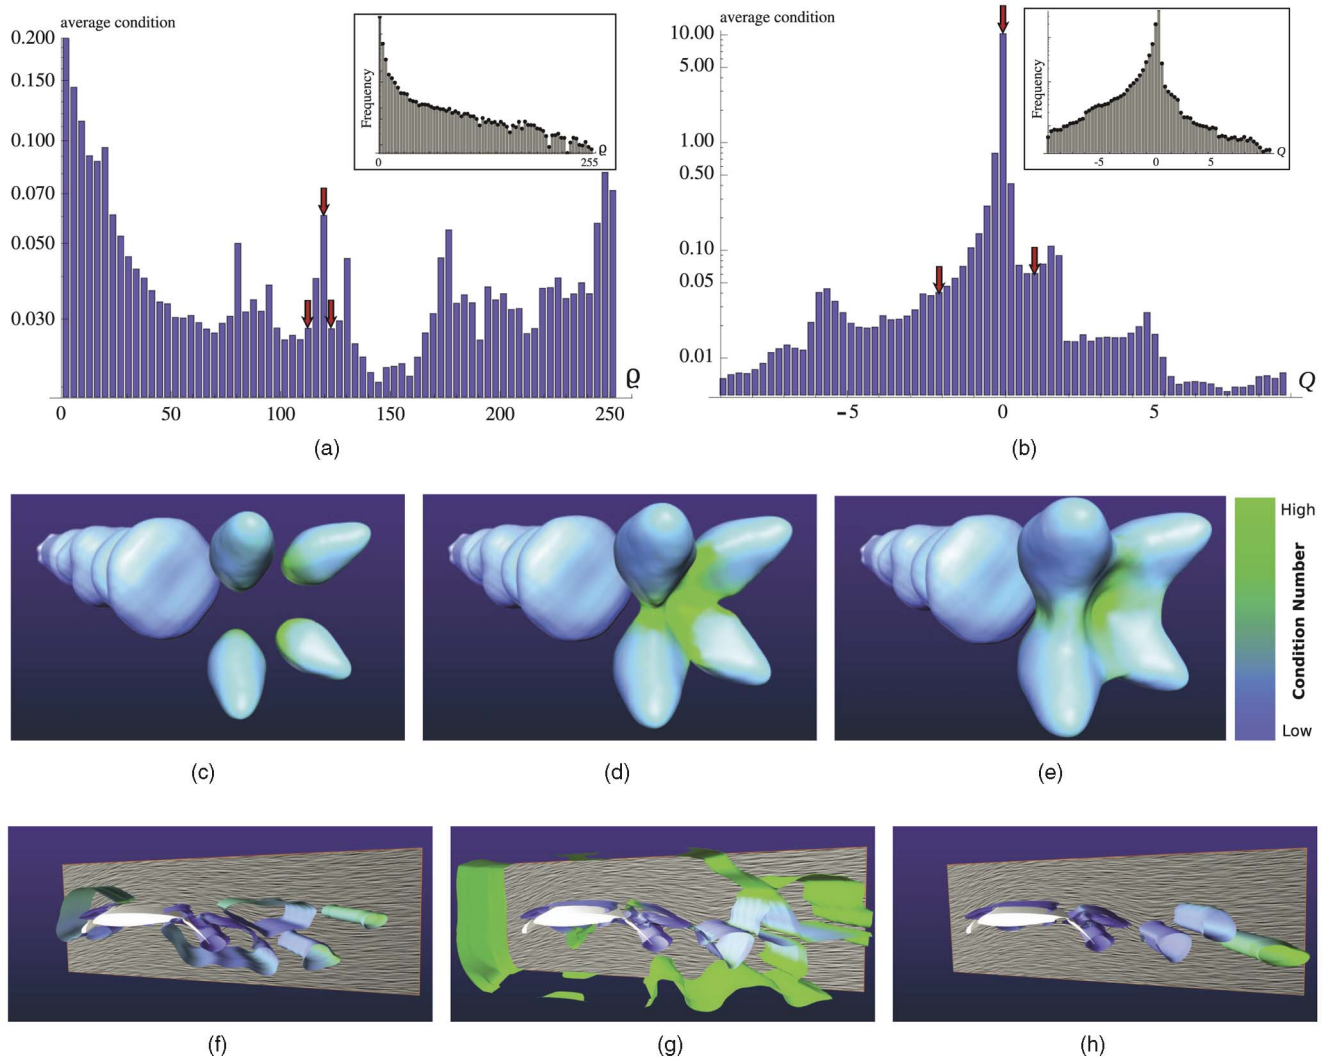 average condition
0.200
0.150
0.100
0.070
0.050
0.030
0
50
100
150
200
250
ϱ
Frequency
0
255
ϱ
(a)
average condition
10.00
5.00
1.00
0.50
0.10
0.05
0.01
-5
0
5
Q
Frequency
-5
0
5
Q
(b)
(c)
(d)
(e)
High
Condition Number
Low
(f)
(g)
(h)